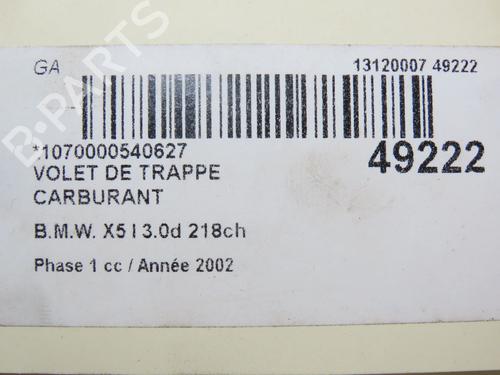 GA
13120007 49222
*1070000540627
49222
VOLET DE TRAPPE
CARBURANT
B.M.W. X5 I 3.0d 218ch
Phase 1 cc / Année 2002
B-PARTS